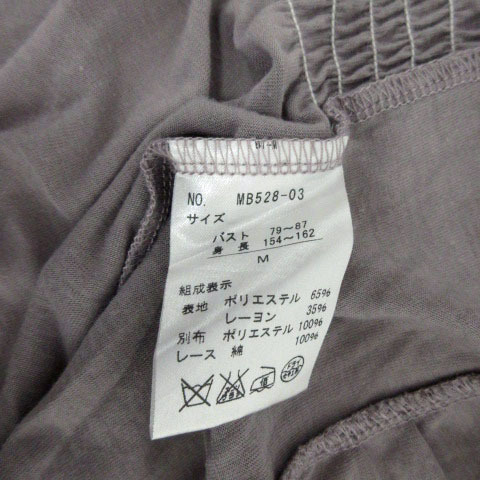 NO. MB528-03
サイズ
バスト 79～87
身長 154～162
M
組成表示
表地 ポリエステル 65%
レーヨン 35%
別布 ポリエステル 100%
レース 綿 100%